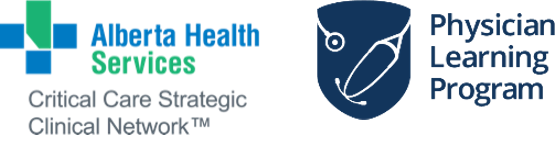 Alberta Health
Services
Critical Care Strategic
Clinical Network™
Physician
Learning
Program